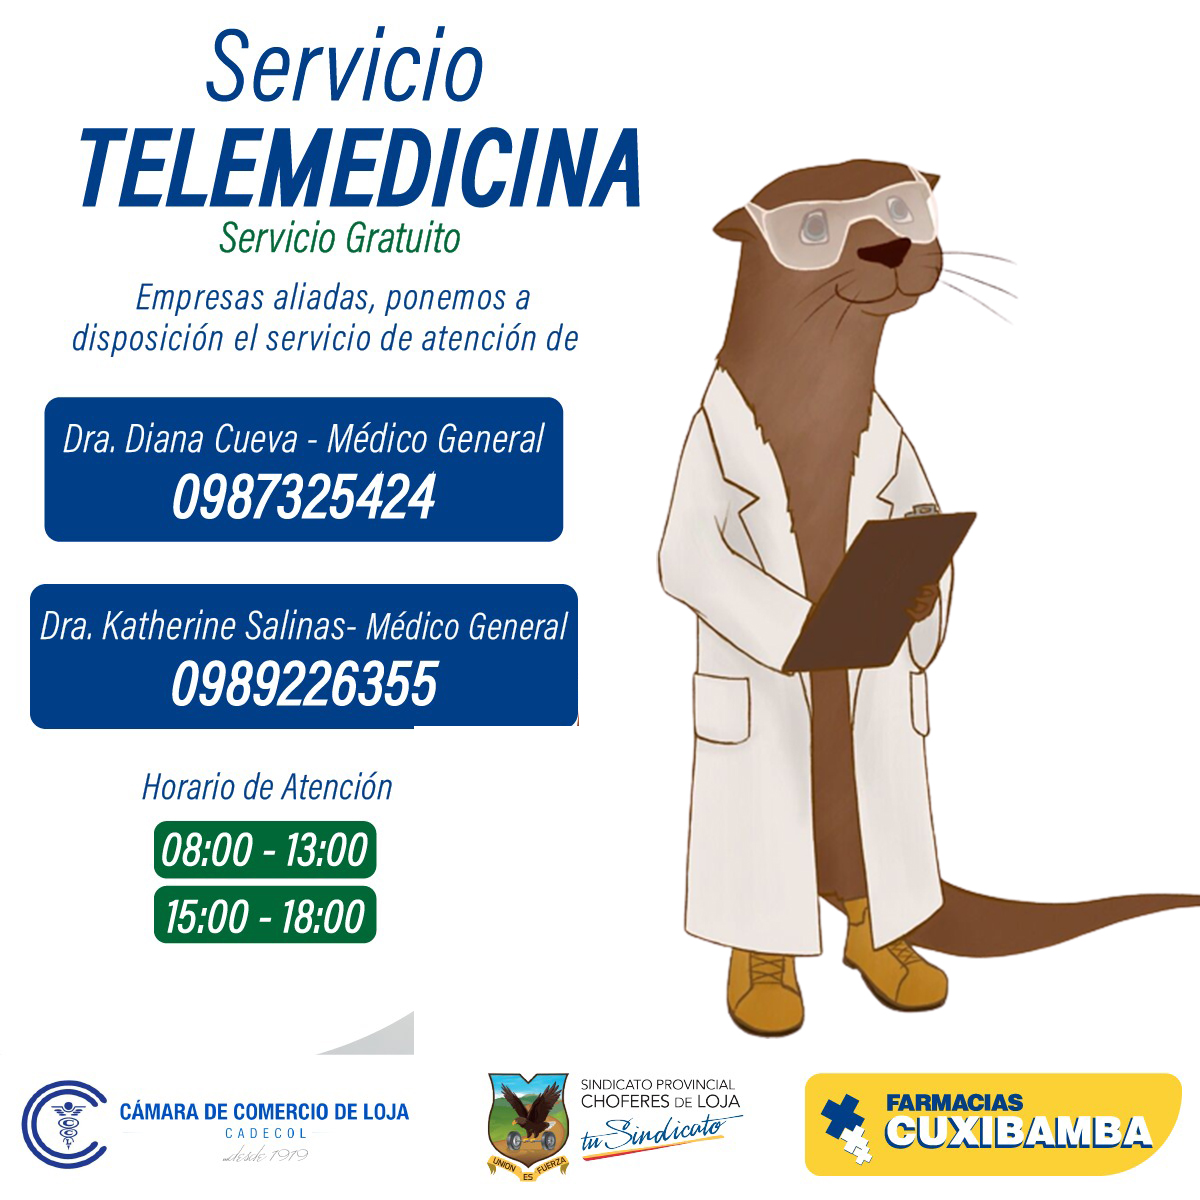 Servicio
TELEMEDICINA
Servicio Gratuito
Empresas aliadas, ponemos a
disposición el servicio de atención de
Dra. Diana Cueva - Médico General
0987325424
Dra. Katherine Salinas- Médico General
0989226355
Horario de Atención
08:00 - 13:00
15:00 - 18:00
CÁMARA DE COMERCIO DE LOJA
CADECOL
...desde 1919
UNION ES FUERZA
SINDICATO PROVINCIAL
CHOFERES DE LOJA
tu Sindicato
FARMACIAS
CUXIBAMBA